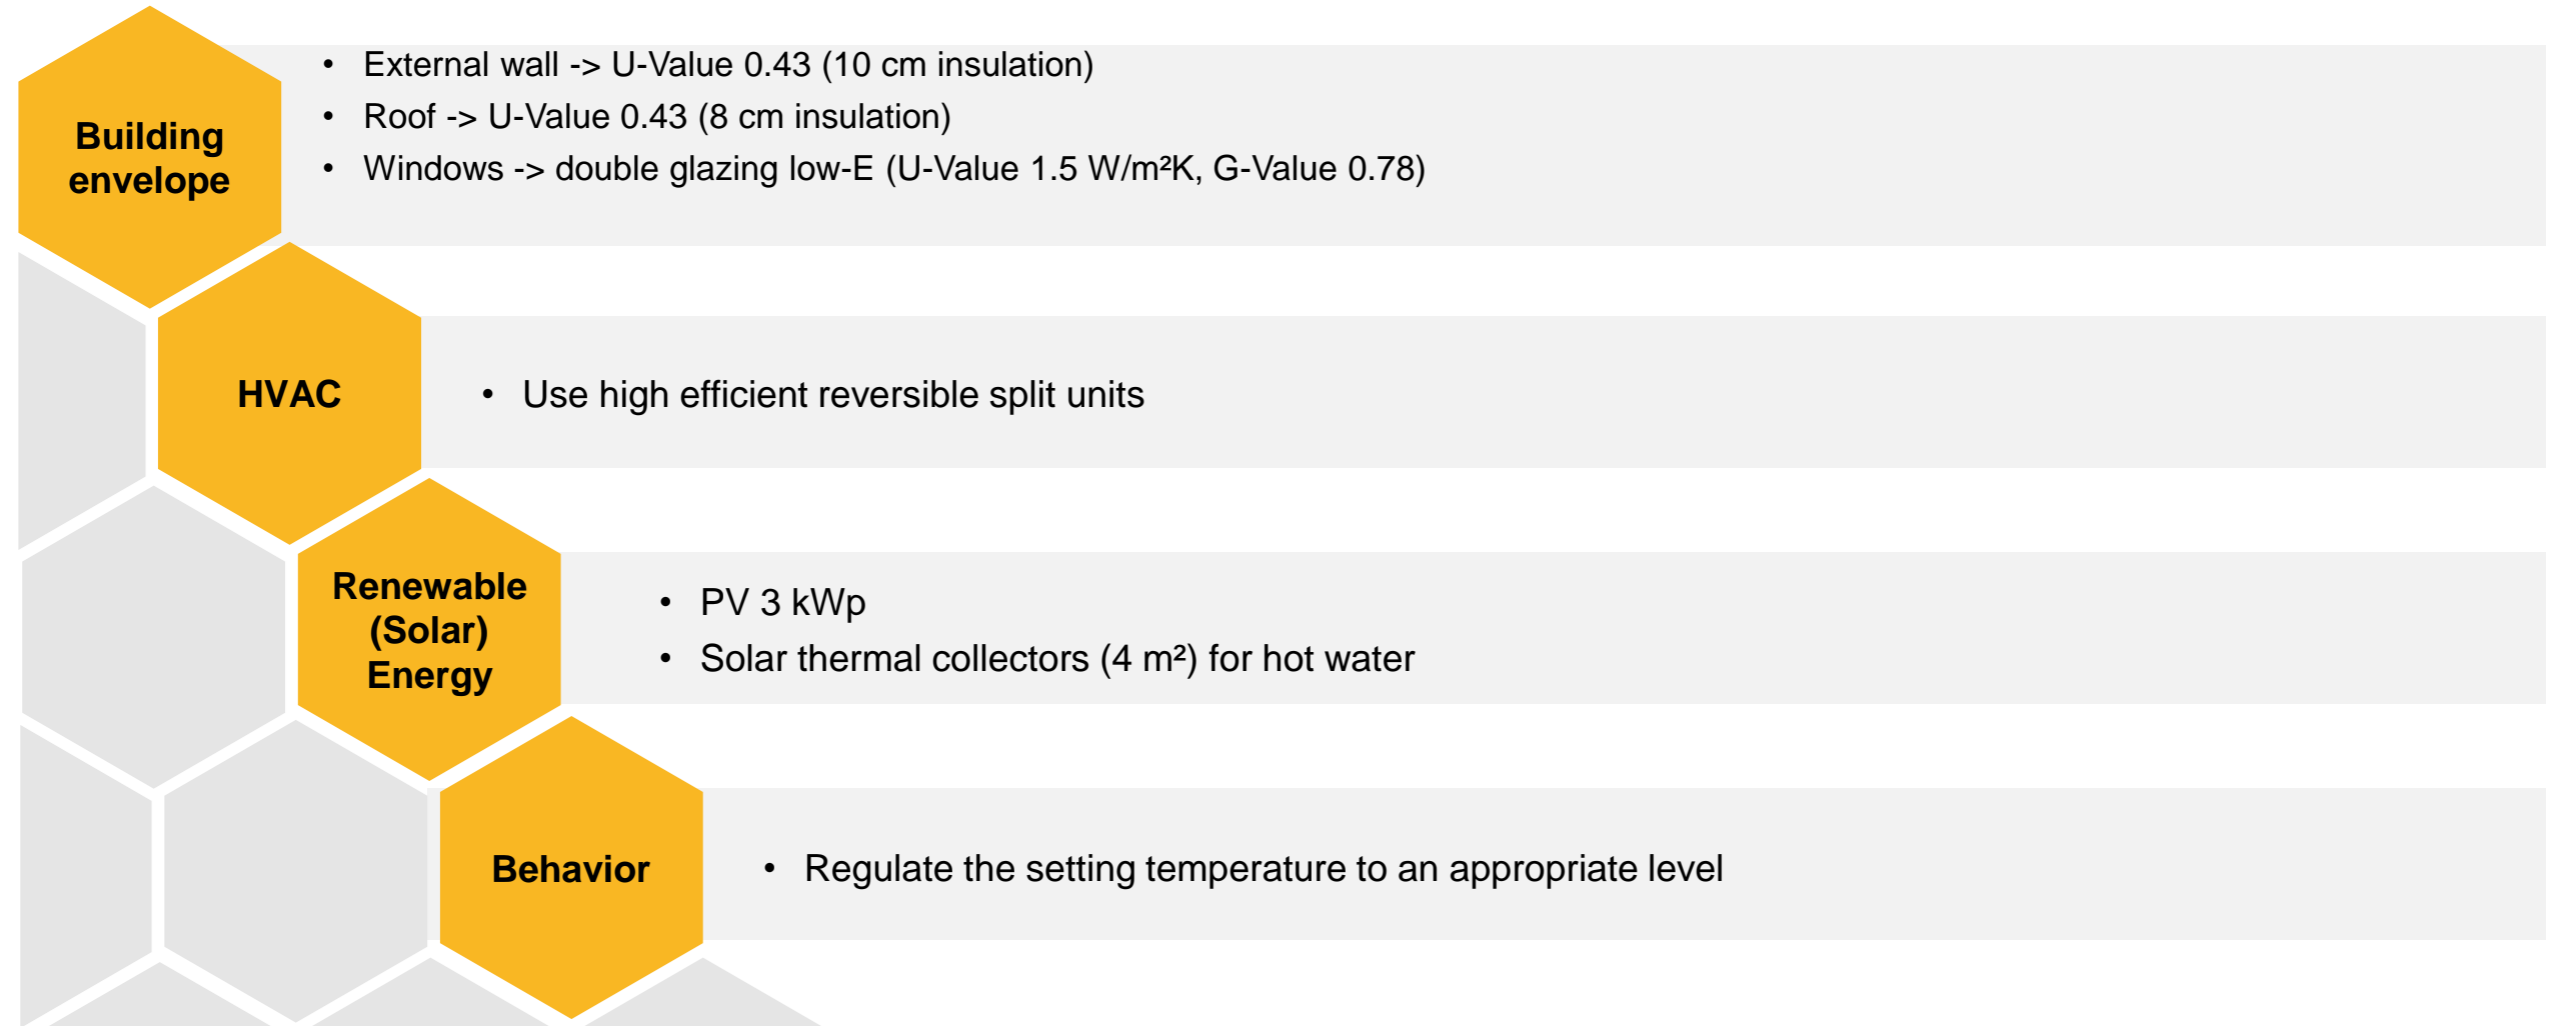 Building
envelope
• External wall -> U-Value 0.43 (10 cm insulation)
• Roof -> U-Value 0.43 (8 cm insulation)
• Windows -> double glazing low-E (U-Value 1.5 W/m²K, G-Value 0.78)
HVAC
• Use high efficient reversible split units
Renewable
(Solar)
Energy
• PV 3 kWp
• Solar thermal collectors (4 m²) for hot water
Behavior
• Regulate the setting temperature to an appropriate level